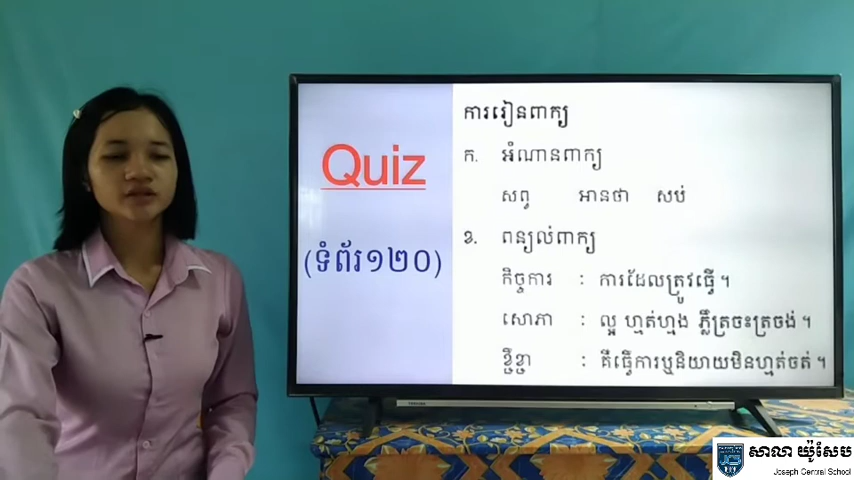 Quiz
(ទំព័រ១២០)
ការរៀនពាក្យ
ក. អំណានពាក្យ
សព្វ អានថា សប់
ខ. ពន្យល់ពាក្យ
កិច្ចការ : ការដែលត្រូវធ្វើ។
សោភា : ល្អ ហ្មត់ហ្មង ភ្លឺត្រចះត្រចង់ ។
ខ្ជីខ្ជា : គឺធ្វើការឬនិយាយមិនហ្មត់ចត់ ។
សាលា យ៉ូសែប
Joseph Central School